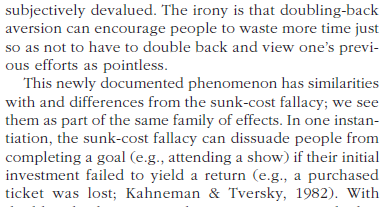 subjectively devalued. The irony is that doubling-back
aversion can encourage people to waste more time just
so as not to have to double back and view one's previ-
ous efforts as pointless.
This newly documented phenomenon has similarities
with and differences from the sunk-cost fallacy; we see
them as part of the same family of effects. In one instan-
tiation, the sunk-cost fallacy can dissuade people from
completing a goal (e.g., attending a show) if their initial
investment failed to yield a return (e.g., a purchased
ticket was lost; Kahneman & Tversky, 1982). With